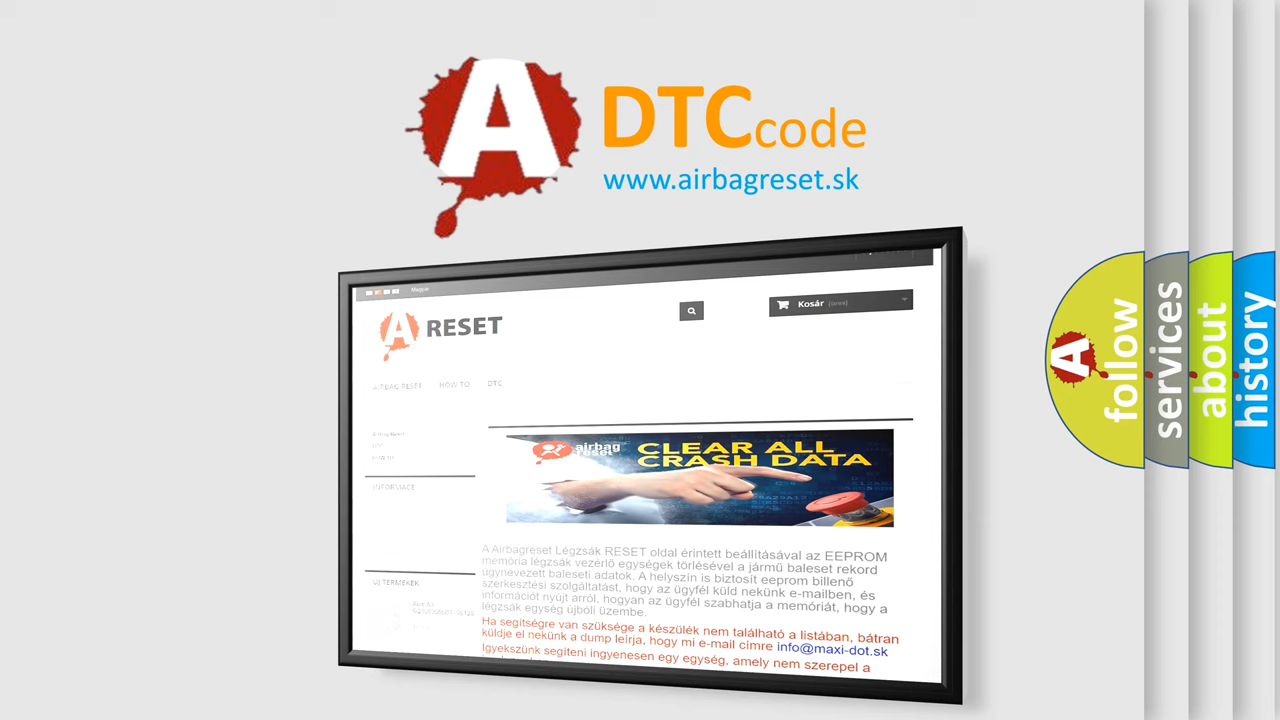 A
DTCcode
www.airbagreset.sk
Magyar
A RESET
Kosár
AIRBAG RESET HOW TO DTC
airbag
reset
CLEAR ALL
CRASH DATA
INFORMACE
A Airbagreset Légzsák RESET oldal érintett beállításával az EEPROM
memória légzsák vezérlő egységek törlésével a jármű baleset rekord
úgynevezett baleseti adatok. A helyszín is biztosít eeprom billenő
szerkesztési szolgáltatást, hogy az ügyfél küld nekünk e-mailben, és
információt nyújt arról, hogyan az ügyfél szabhatja a memóriát, hogy a
légzsák egység újbóli üzembe.
ÚJ TERMÉKEK
Ha segítségre van szüksége a készülék nem található a listában, bátran
küldje el nekünk a dump leírja, hogy mi e-mail címre info@maxi-dot.sk
Igyekszünk segíteni ingyenesen egy egység, amely nem szerepel a
A
follow
services
about
history